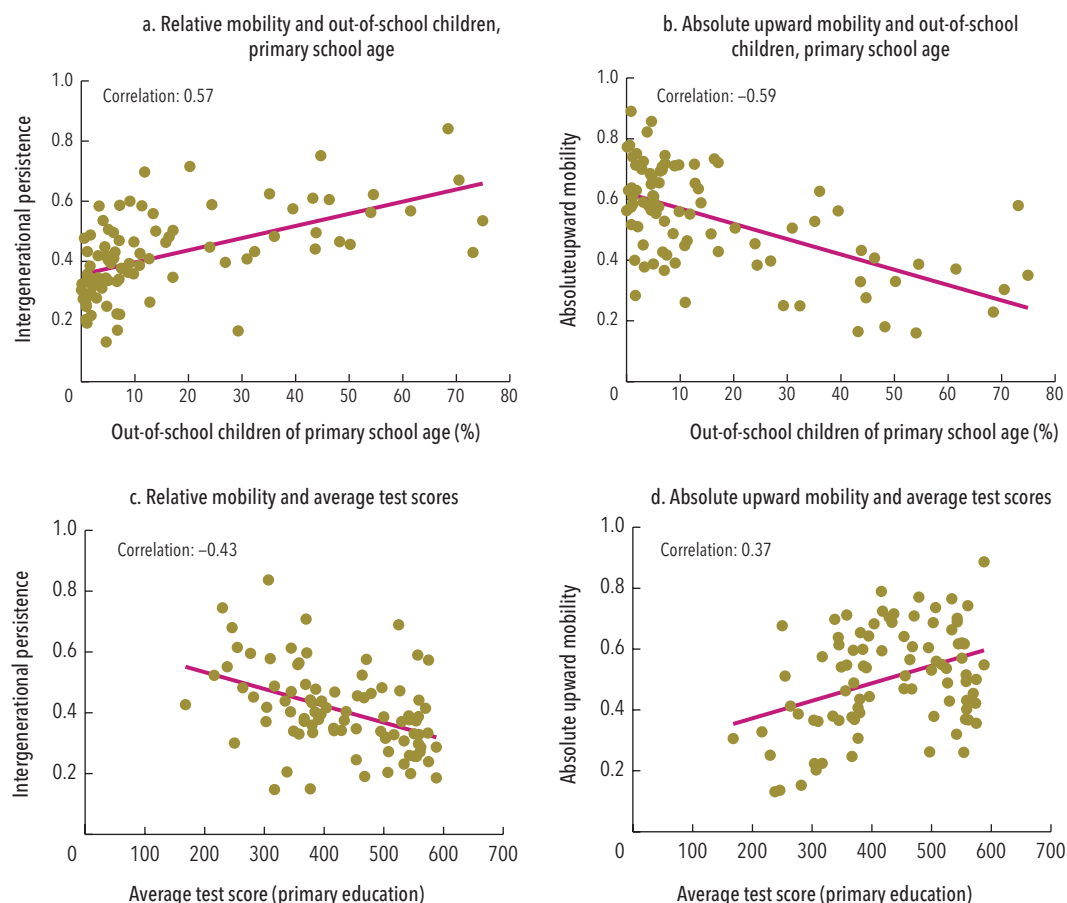 a. Relative mobility and out-of-school children,
primary school age
1.0
Correlation: 0.57
0.8
0.6
0.4
0.2
Intergenerational persistence
0 10 20 30 40 50 60 70 80
Out-of-school children of primary school age (%)
b. Absolute upward mobility and out-of-school
children, primary school age
1.0
Correlation: –0.59
0.8
0.6
0.4
0.2
Absoluteupward mobility
0 10 20 30 40 50 60 70 80
Out-of-school children of primary school age (%)
c. Relative mobility and average test scores
1.0
Correlation: –0.43
0.8
0.6
0.4
0.2
Intergenerational persistence
0 100 200 300 400 500 600 700
Average test score (primary education)
d. Absolute upward mobility and average test scores
1.0
Correlation: 0.37
0.8
0.6
0.4
0.2
Absolute upward mobility
0 100 200 300 400 500 600 700
Average test score (primary education)